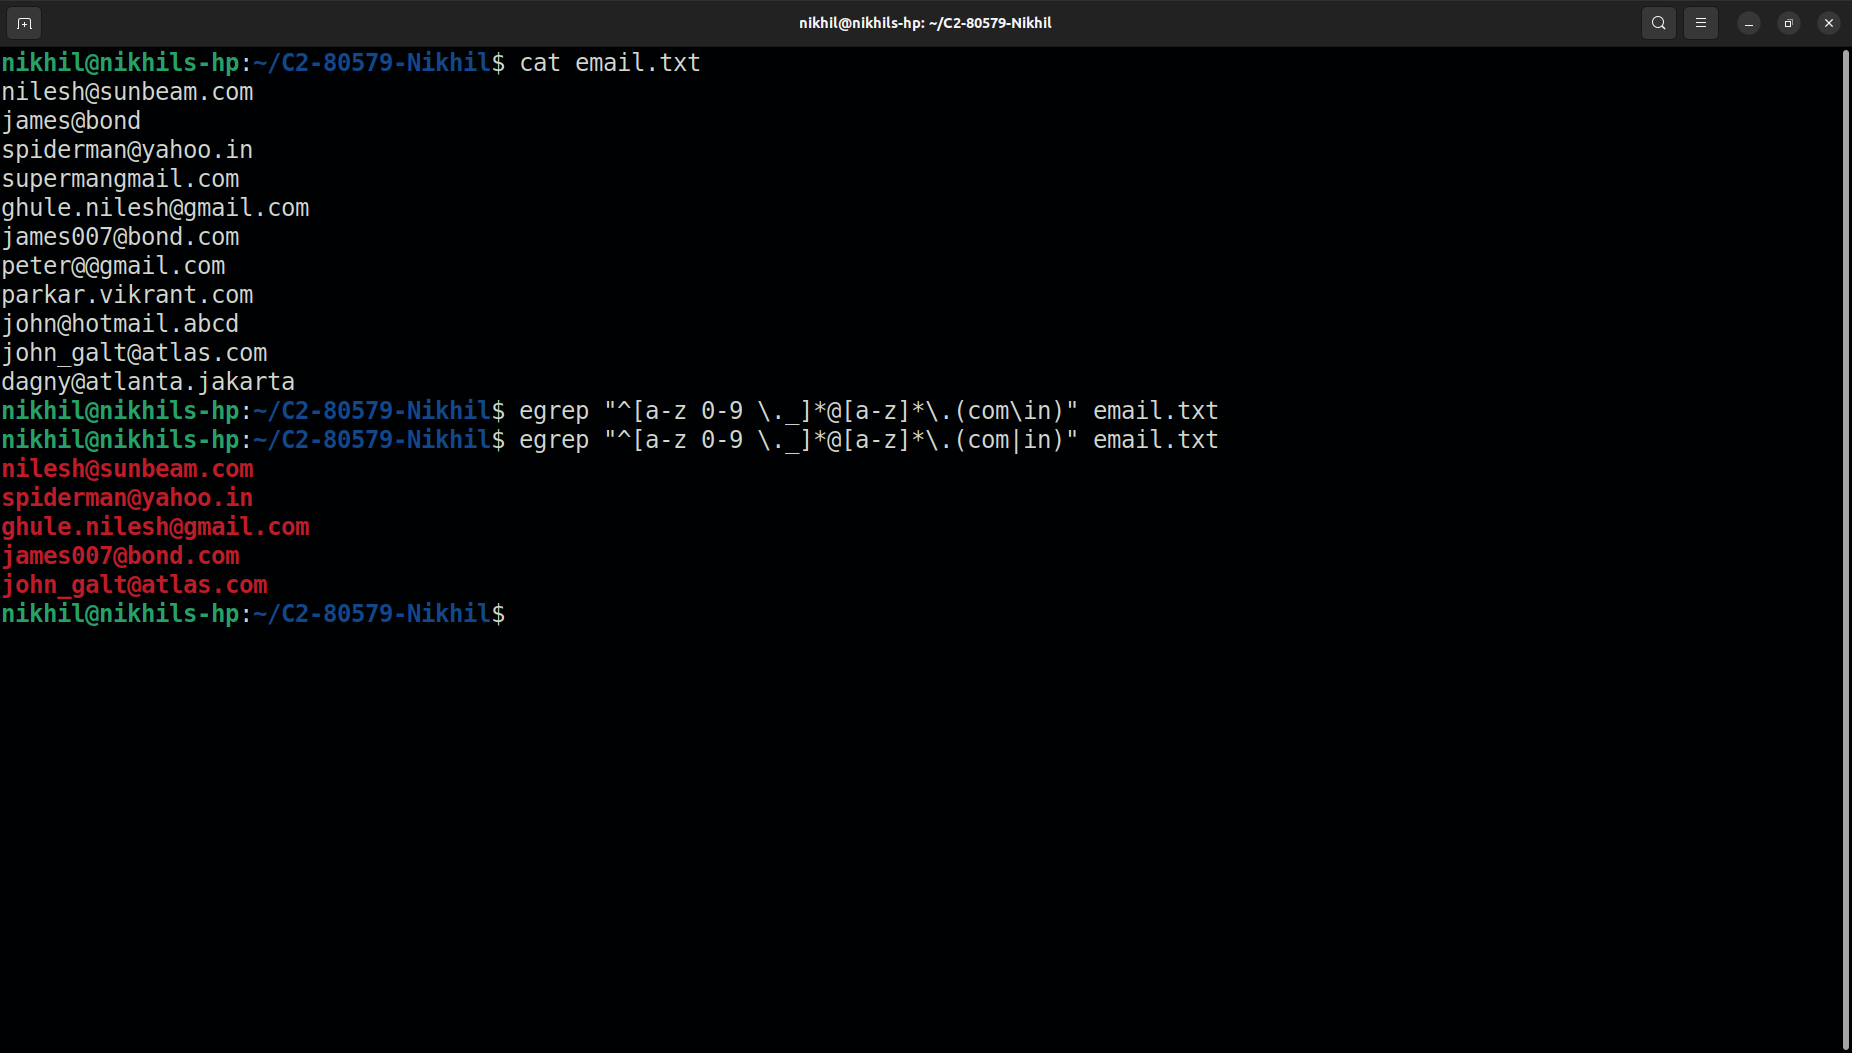 nikhil@nikhils-hp: ~/C2-80579-Nikhil
nikhil@nikhils-hp:~/C2-80579-Nikhil$ cat email.txt
nilesh@sunbeam.com
james@bond
spiderman@yahoo.in
supermangmail.com
ghule.nilesh@gmail.com
james007@bond.com
peter@@gmail.com
parkar.vikrant.com
john@hotmail.abcd
john_galt@atlas.com
dagny@atlanta.jakarta
nikhil@nikhils-hp:~/C2-80579-Nikhil$ egrep "^[a-z 0-9 \._]*@[a-z]*\.(com\in)" email.txt
nikhil@nikhils-hp:~/C2-80579-Nikhil$ egrep "^[a-z 0-9 \._]*@[a-z]*\.(com|in)" email.txt
nilesh@sunbeam.com
spiderman@yahoo.in
ghule.nilesh@gmail.com
james007@bond.com
john_galt@atlas.com
nikhil@nikhils-hp:~/C2-80579-Nikhil$